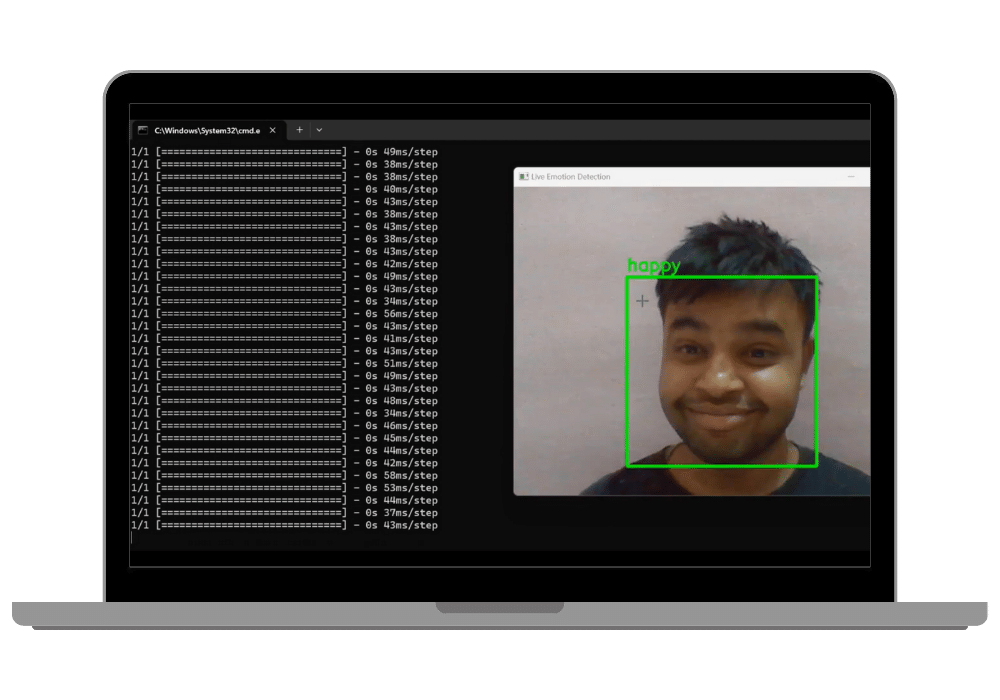 C:\Windows\System32\cmd.e
1/1 [==============================] - 0s 49ms/step
1/1 [==============================] - 0s 38ms/step
1/1 [==============================] - 0s 38ms/step
1/1 [==============================] - 0s 40ms/step
1/1 [==============================] - 0s 43ms/step
1/1 [==============================] - 0s 38ms/step
1/1 [==============================] - 0s 43ms/step
1/1 [==============================] - 0s 38ms/step
1/1 [==============================] - 0s 43ms/step
1/1 [==============================] - 0s 42ms/step
1/1 [==============================] - 0s 49ms/step
1/1 [==============================] - 0s 43ms/step
1/1 [==============================] - 0s 34ms/step
1/1 [==============================] - 0s 56ms/step
1/1 [==============================] - 0s 43ms/step
1/1 [==============================] - 0s 41ms/step
1/1 [==============================] - 0s 43ms/step
1/1 [==============================] - 0s 51ms/step
1/1 [==============================] - 0s 49ms/step
1/1 [==============================] - 0s 43ms/step
1/1 [==============================] - 0s 48ms/step
1/1 [==============================] - 0s 34ms/step
1/1 [==============================] - 0s 46ms/step
1/1 [==============================] - 0s 45ms/step
1/1 [==============================] - 0s 44ms/step
1/1 [==============================] - 0s 42ms/step
1/1 [==============================] - 0s 58ms/step
1/1 [==============================] - 0s 53ms/step
1/1 [==============================] - 0s 44ms/step
1/1 [==============================] - 0s 37ms/step
1/1 [==============================] - 0s 43ms/step
Live Emotion Detection
happy